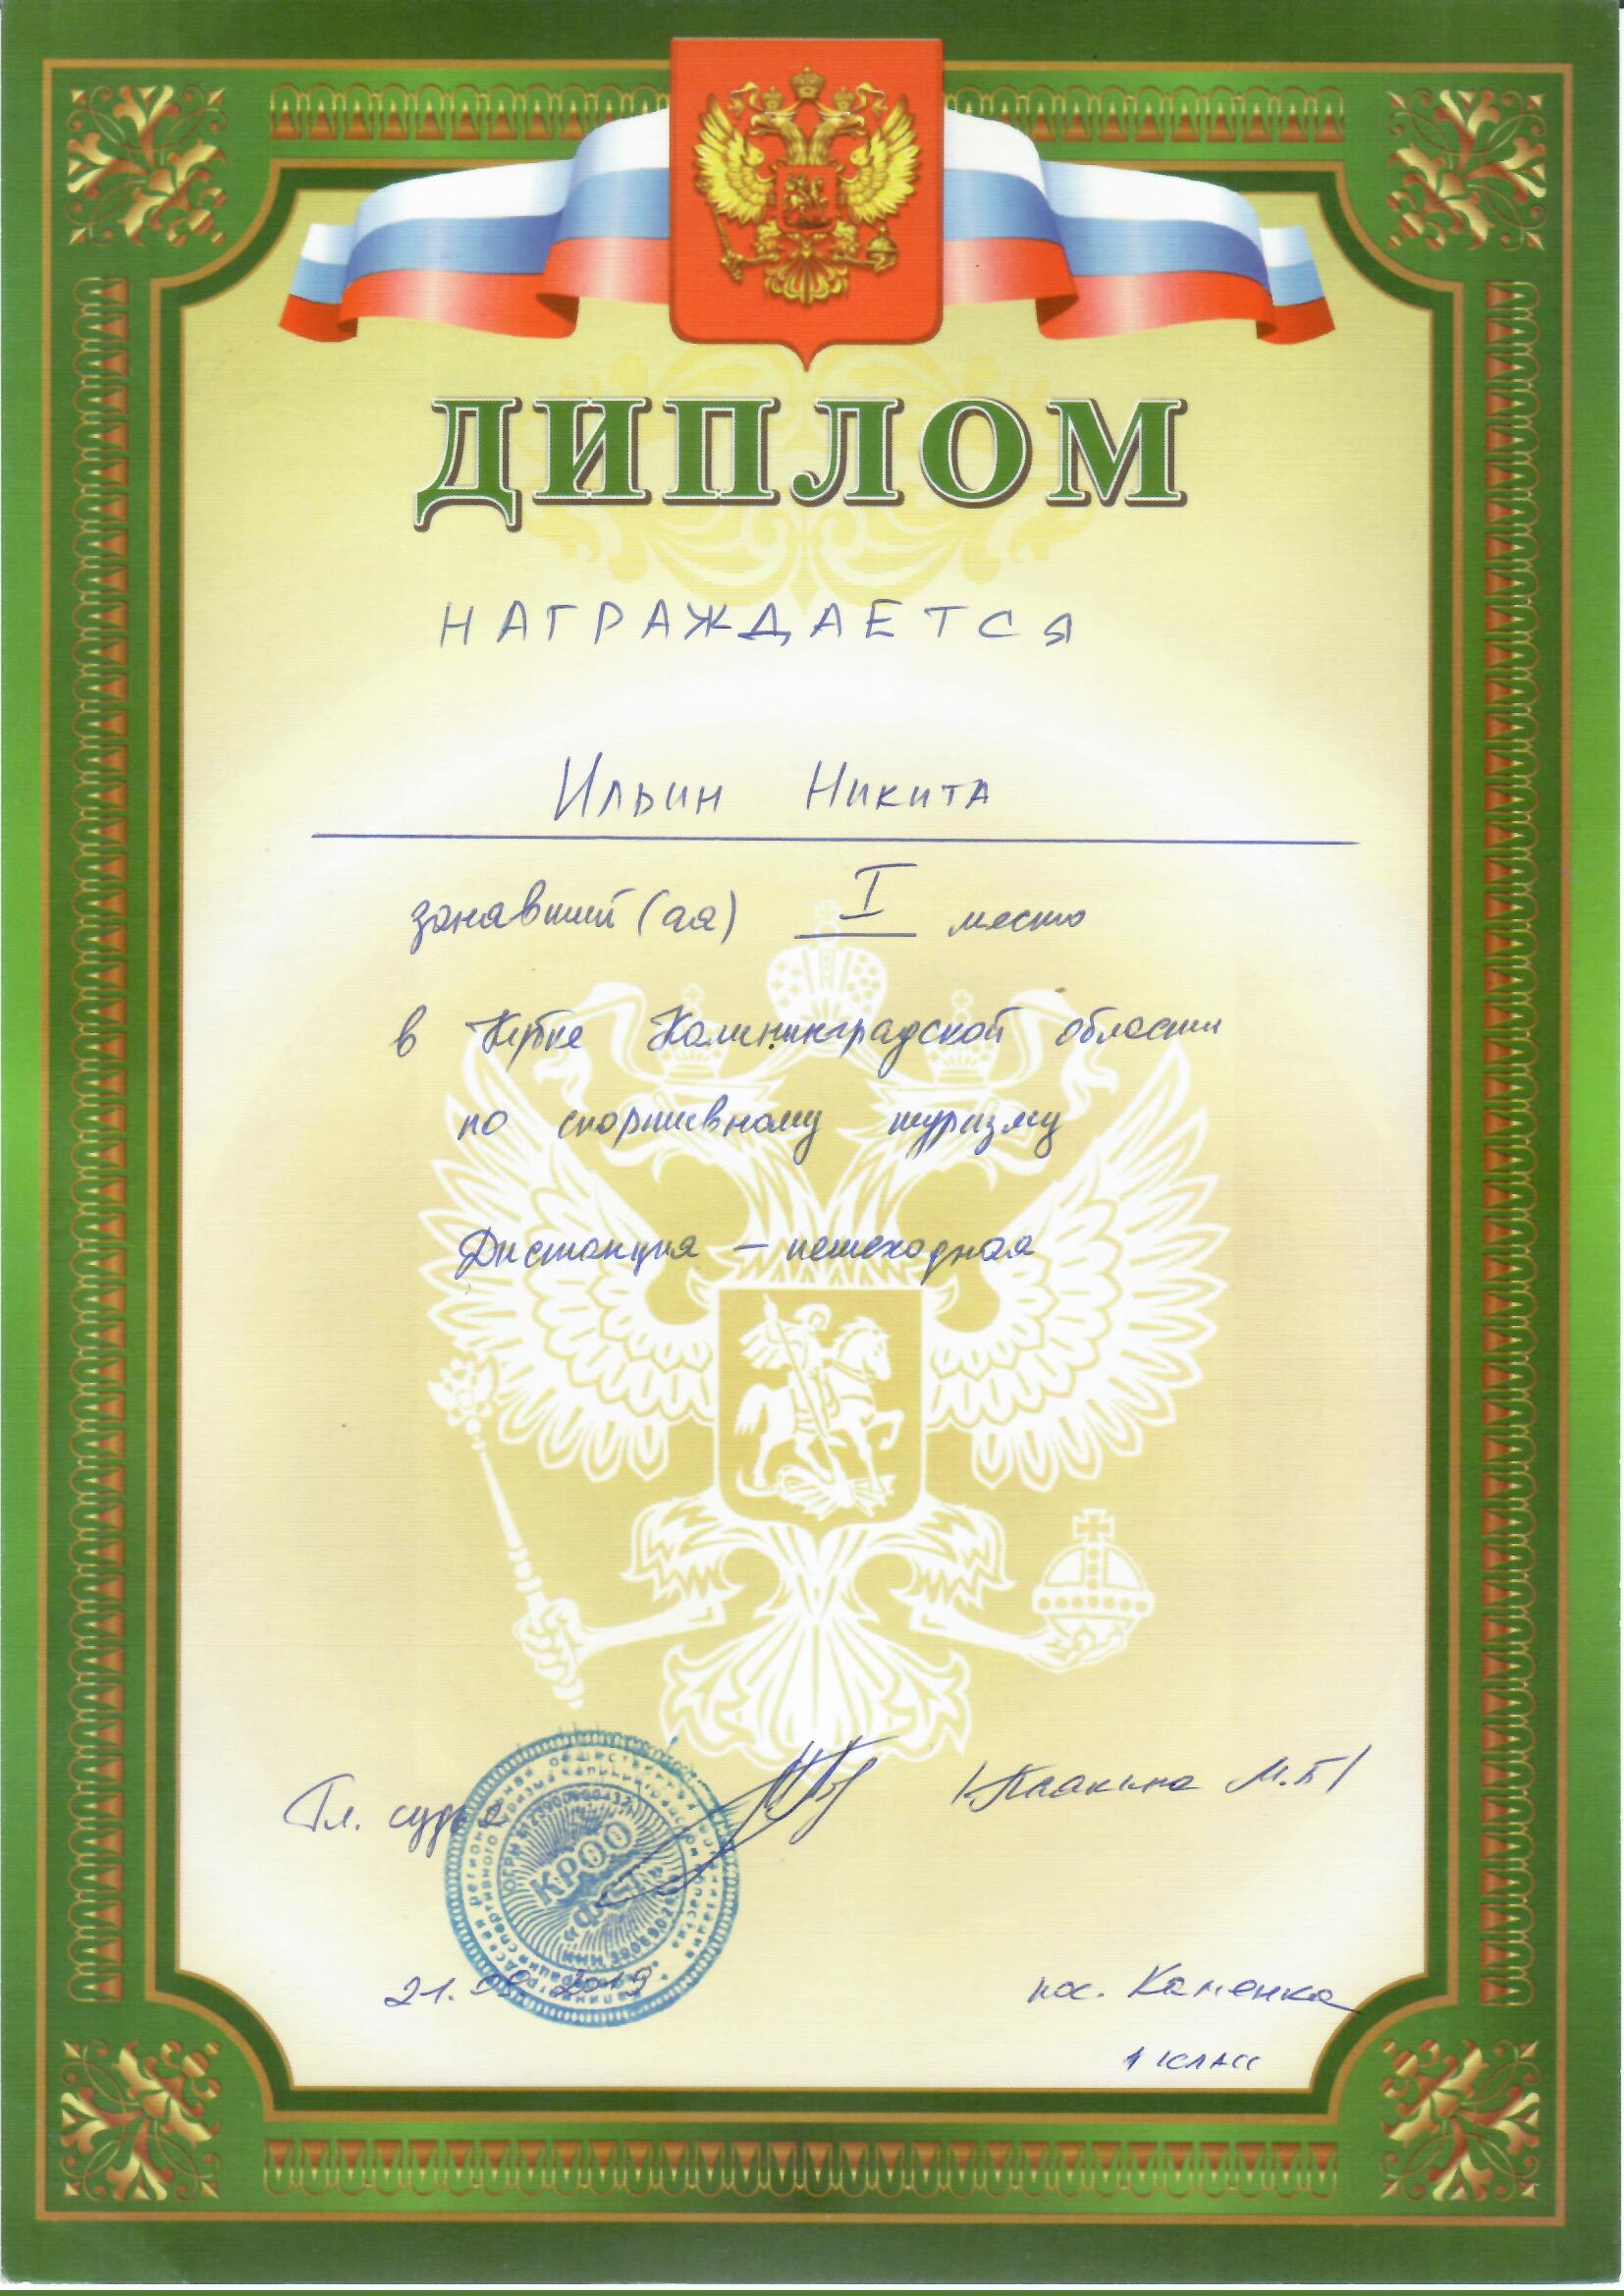 ДИПЛОМ
НАГРАЖДАЕТСЯ
Ильин Никита
занявший (ая) I место
в Кубке Калининградской области
по спортивному туризму
Дистанция – пешеходная
Гл. судья /Плакина М.Б/
КРОО
21.09.2019 пос. Каменка
1 КЛАСС